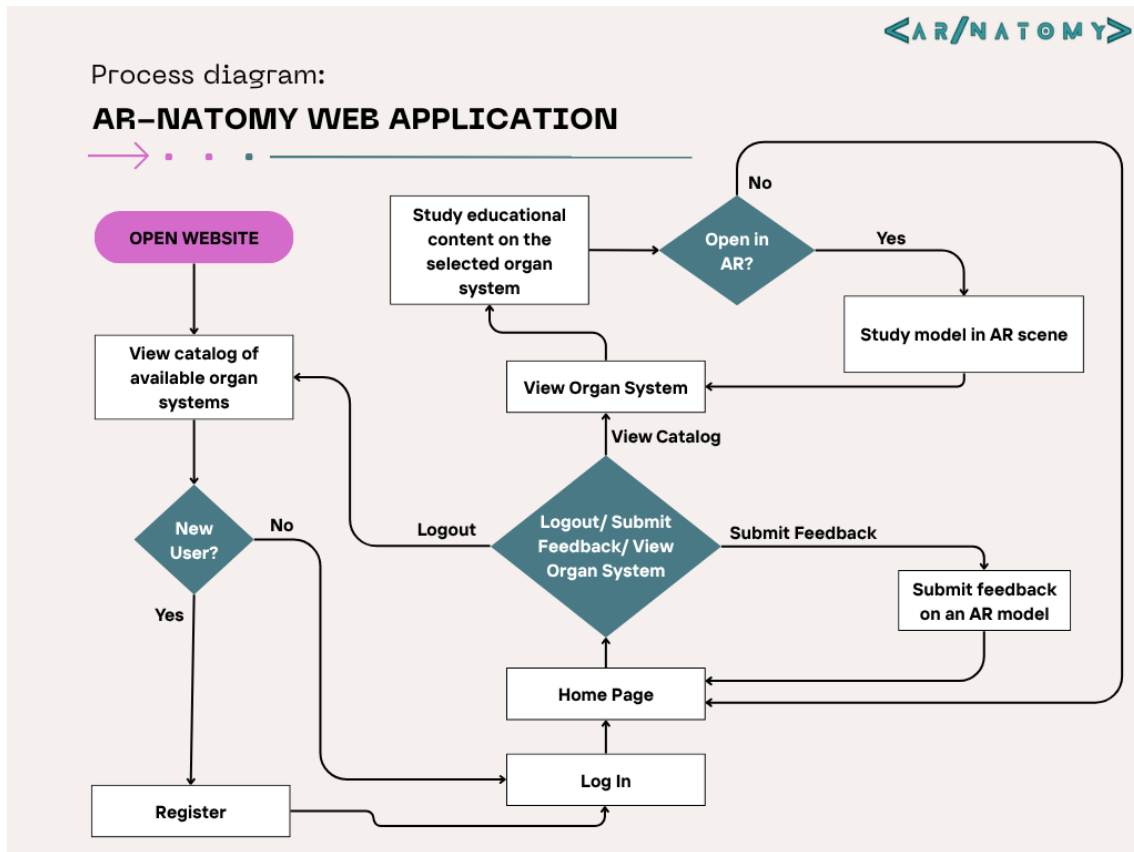 <AR/NATOMY>
Process diagram:
AR-NATOMY WEB APPLICATION
OPEN WEBSITE
View catalog of
available organ
systems
New
User?
No
Yes
Register
Log In
Home Page
Logout/ Submit
Feedback/ View
Organ System
Logout
View Catalog
Submit Feedback
Submit feedback
on an AR model
View Organ System
Study educational
content on the
selected organ
system
Open in
AR?
No
Yes
Study model in AR scene